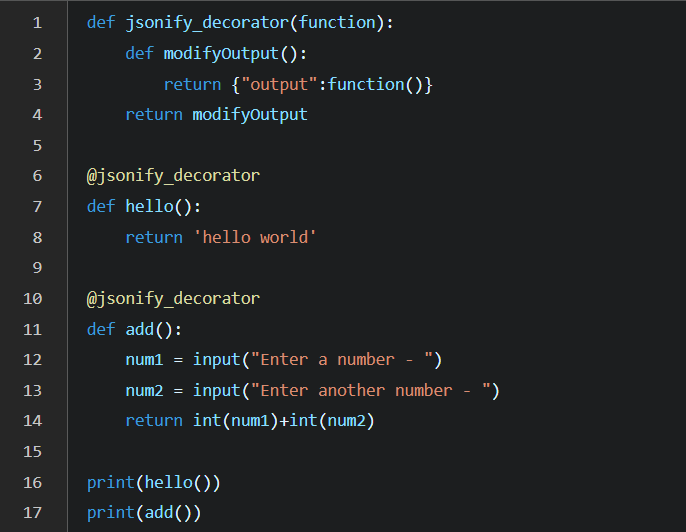 1 def jsonify_decorator(function):
2     def modifyOutput():
3         return {"output":function()}
4     return modifyOutput
5
6 @jsonify_decorator
7 def hello():
8     return 'hello world'
9
10 @jsonify_decorator
11 def add():
12     num1 = input("Enter a number - ")
13     num2 = input("Enter another number - ")
14     return int(num1)+int(num2)
15
16 print(hello())
17 print(add())